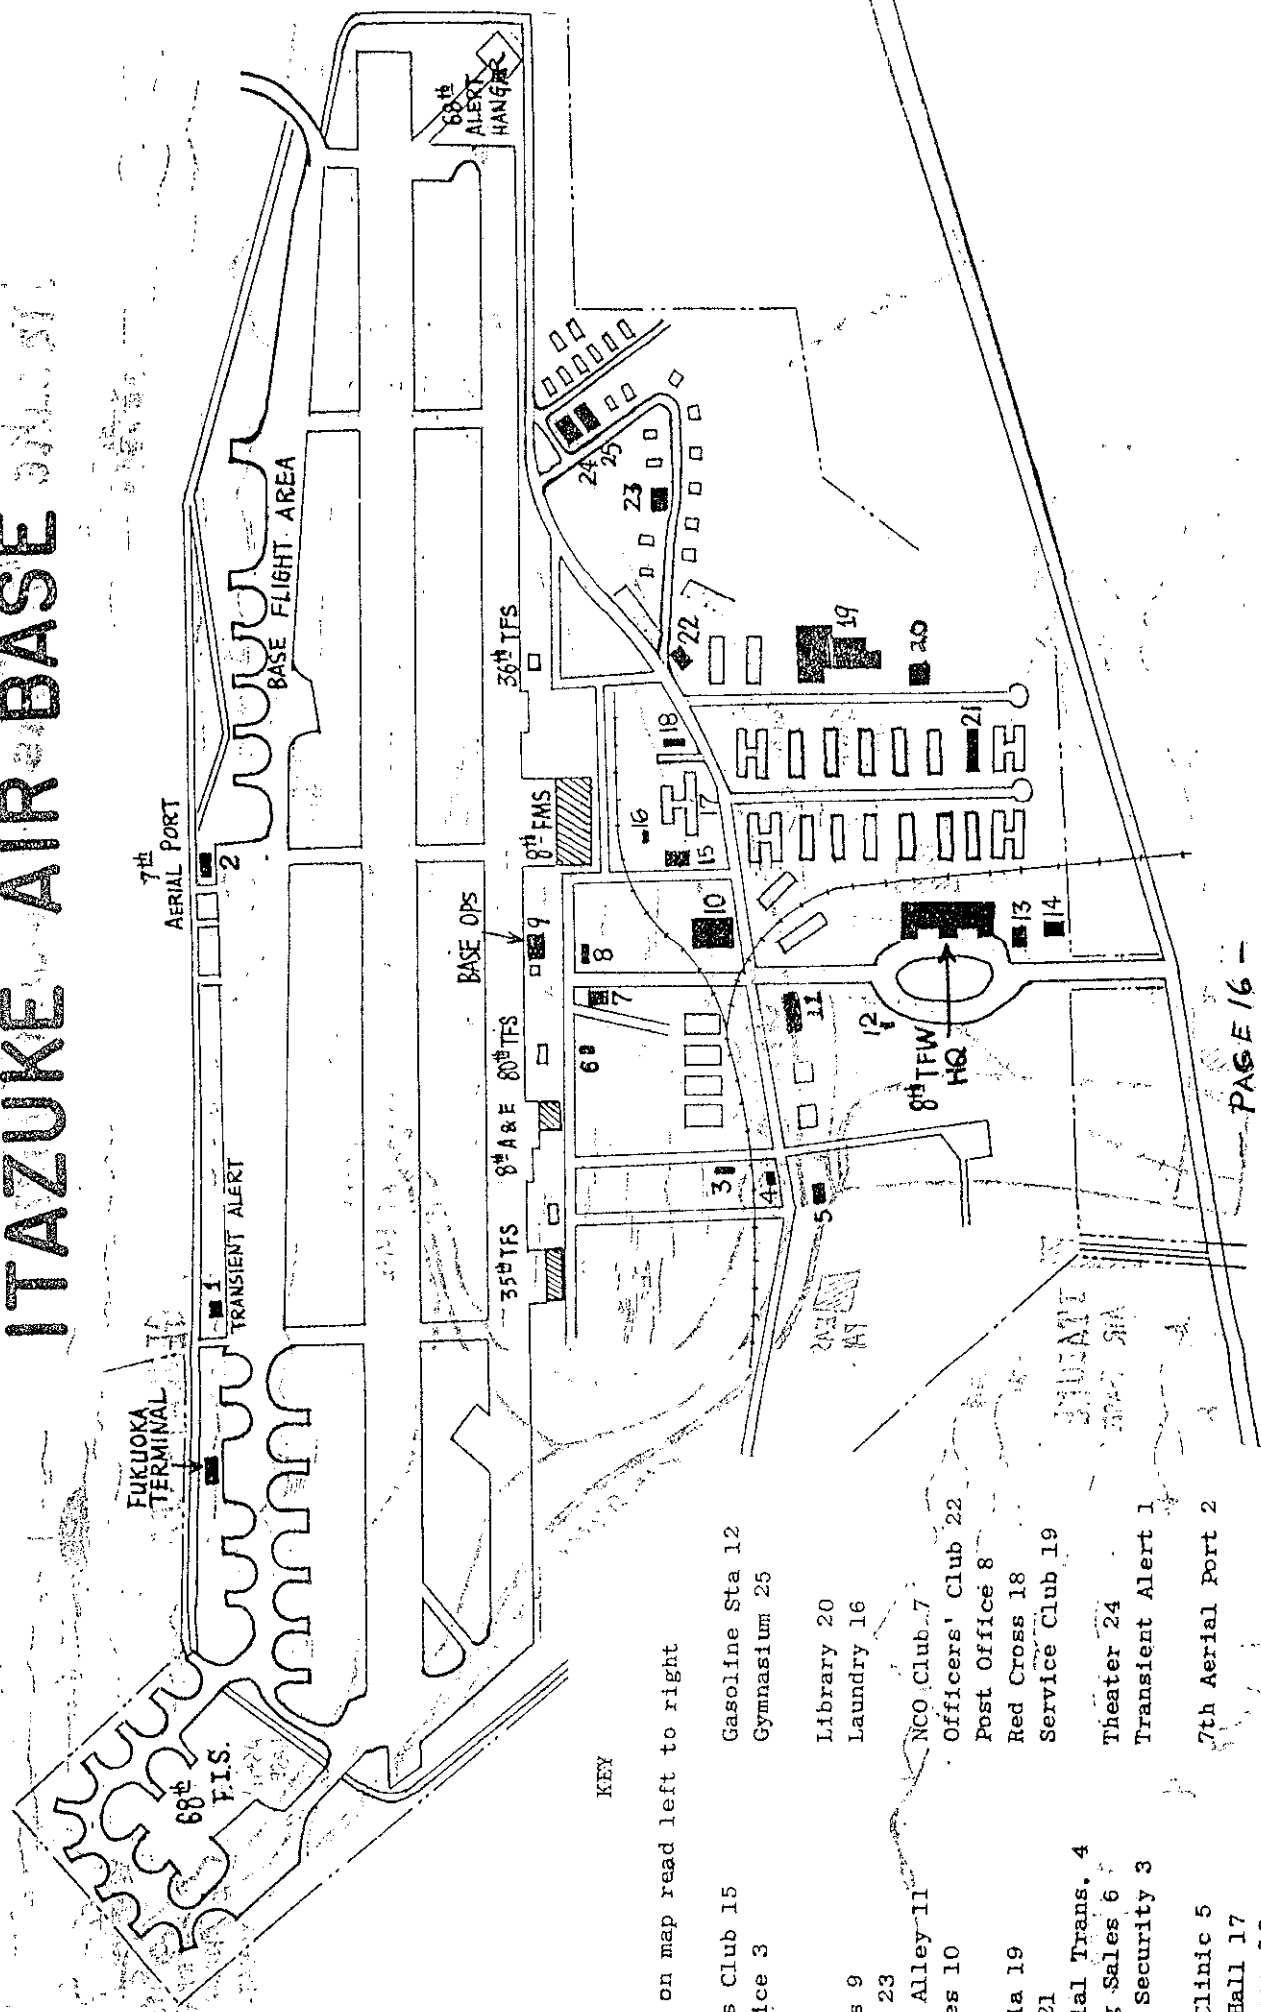 ITAZUKE AIR BASE
68th
ALERT
HANGAR
7th
AERIAL PORT
2
BASE FLIGHT AREA
FUKUOKA
TERMINAL
1
TRANSIENT ALERT
68th
F.I.S.
35th TFS
8th A & E
80th TFS
BASE OPS
9
8th FMS
36th TFS
24
25
23
22
19
20
21
18
17
16
15
10
8
7
6
3
4
5
11
12
8th TFW
HQ
13
14
PAGE 16 -
KEY
on map read left to right
Club 15
3
9
23
Alley 11
10
19
21
Trans. 4
Sales 6
Security 3
Clinic 5
Hall 17
Gasoline Sta 12
Gymnasium 25
Library 20
Laundry 16
NCO Club 7
Officers' Club 22
Post Office 8
Red Cross 18
Service Club 19
Theater 24
Transient Alert 1
7th Aerial Port 2